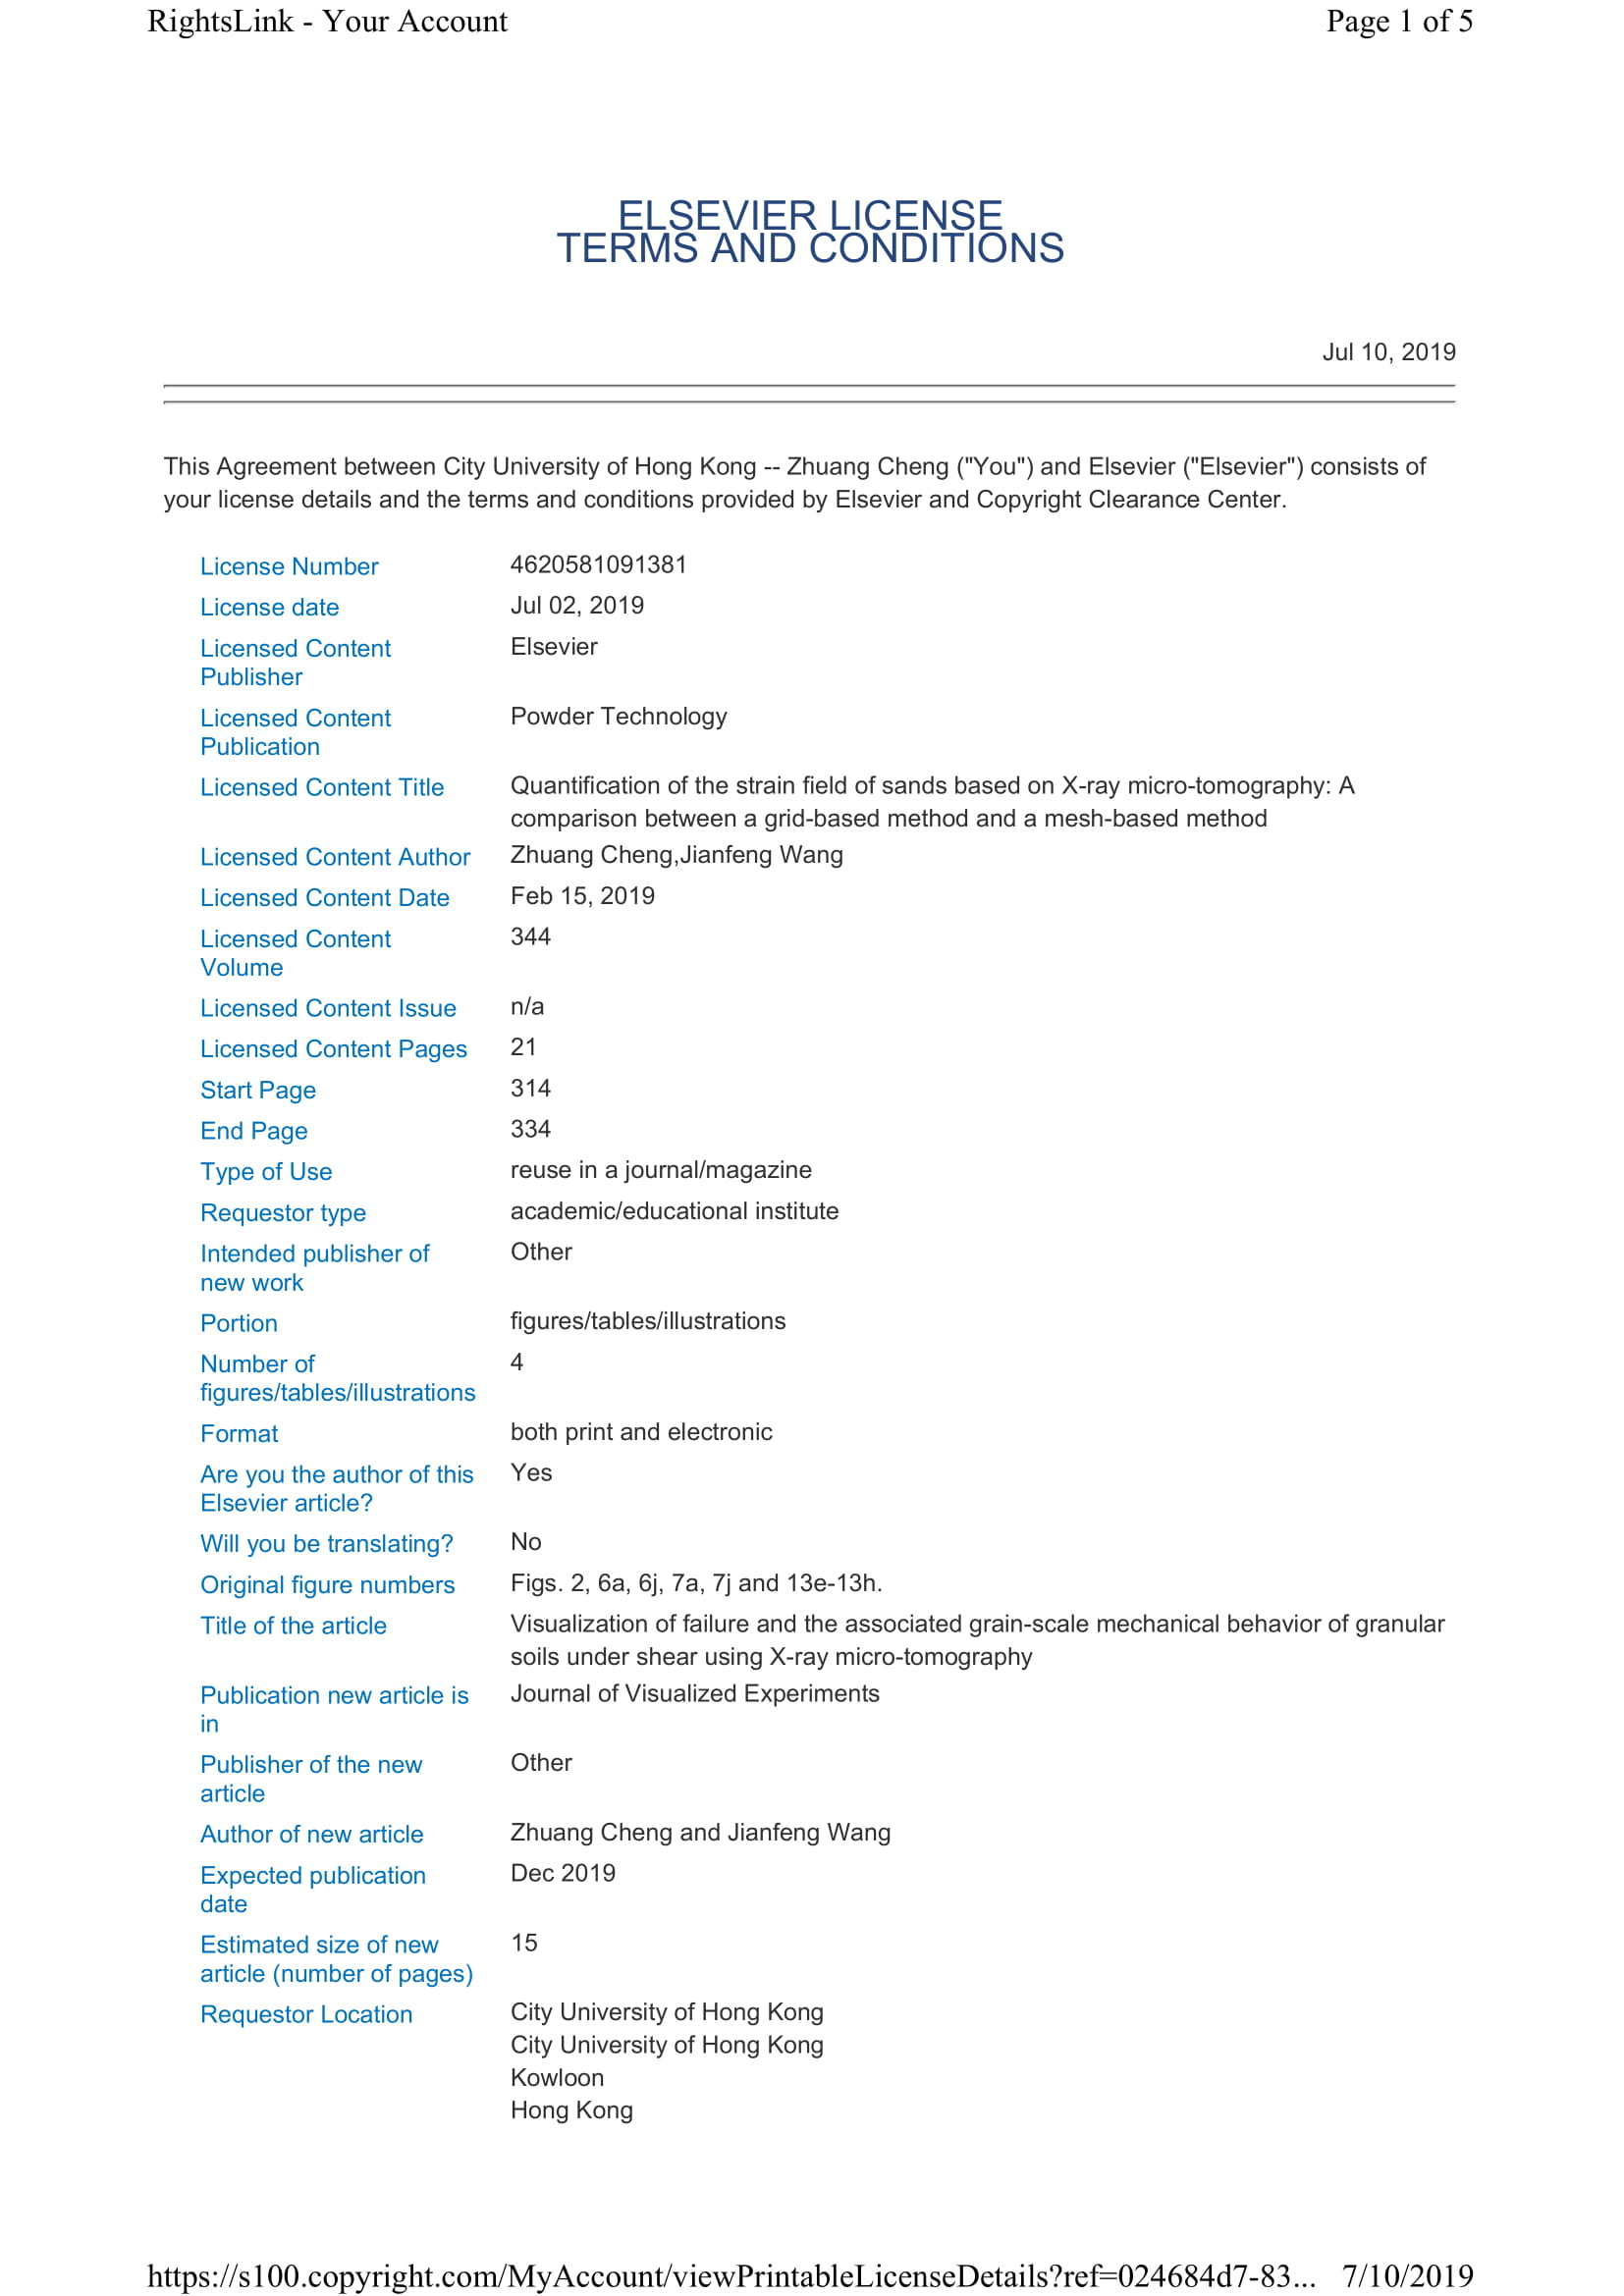 RightsLink - Your Account Page 1 of 5
ELSEVIER LICENSE
TERMS AND CONDITIONS
Jul 10, 2019
This Agreement between City University of Hong Kong -- Zhuang Cheng ("You") and Elsevier ("Elsevier") consists of
your license details and the terms and conditions provided by Elsevier and Copyright Clearance Center.
License Number 4620581091381
License date Jul 02, 2019
Licensed Content Elsevier
Publisher
Licensed Content Powder Technology
Publication
Licensed Content Title Quantification of the strain field of sands based on X-ray micro-tomography: A
comparison between a grid-based method and a mesh-based method
Licensed Content Author Zhuang Cheng,Jianfeng Wang
Licensed Content Date Feb 15, 2019
Licensed Content 344
Volume
Licensed Content Issue n/a
Licensed Content Pages 21
Start Page 314
End Page 334
Type of Use reuse in a journal/magazine
Requestor type academic/educational institute
Intended publisher of Other
new work
Portion figures/tables/illustrations
Number of 4
figures/tables/illustrations
Format both print and electronic
Are you the author of this Yes
Elsevier article?
Will you be translating? No
Original figure numbers Figs. 2, 6a, 6j, 7a, 7j and 13e-13h.
Title of the article Visualization of failure and the associated grain-scale mechanical behavior of granular
soils under shear using X-ray micro-tomography
Publication new article is Journal of Visualized Experiments
in
Publisher of the new Other
article
Author of new article Zhuang Cheng and Jianfeng Wang
Expected publication Dec 2019
date
Estimated size of new 15
article (number of pages)
Requestor Location City University of Hong Kong
City University of Hong Kong
Kowloon
Hong Kong
https://s100.copyright.com/MyAccount/viewPrintableLicenseDetails?ref=024684d7-83... 7/10/2019